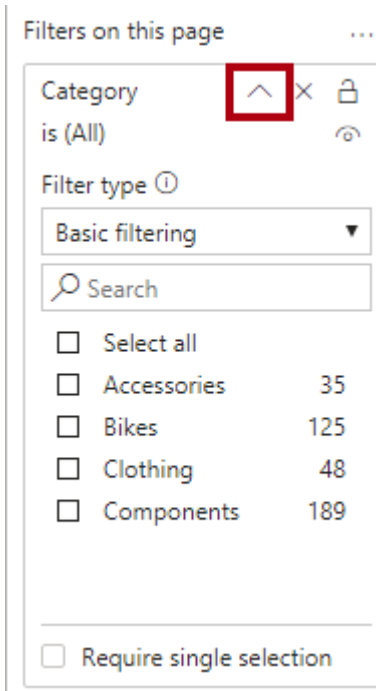 Filters on this page
Category
is (All)
Filter type
Basic filtering
Search
Select all
Accessories 35
Bikes 125
Clothing 48
Components 189
Require single selection